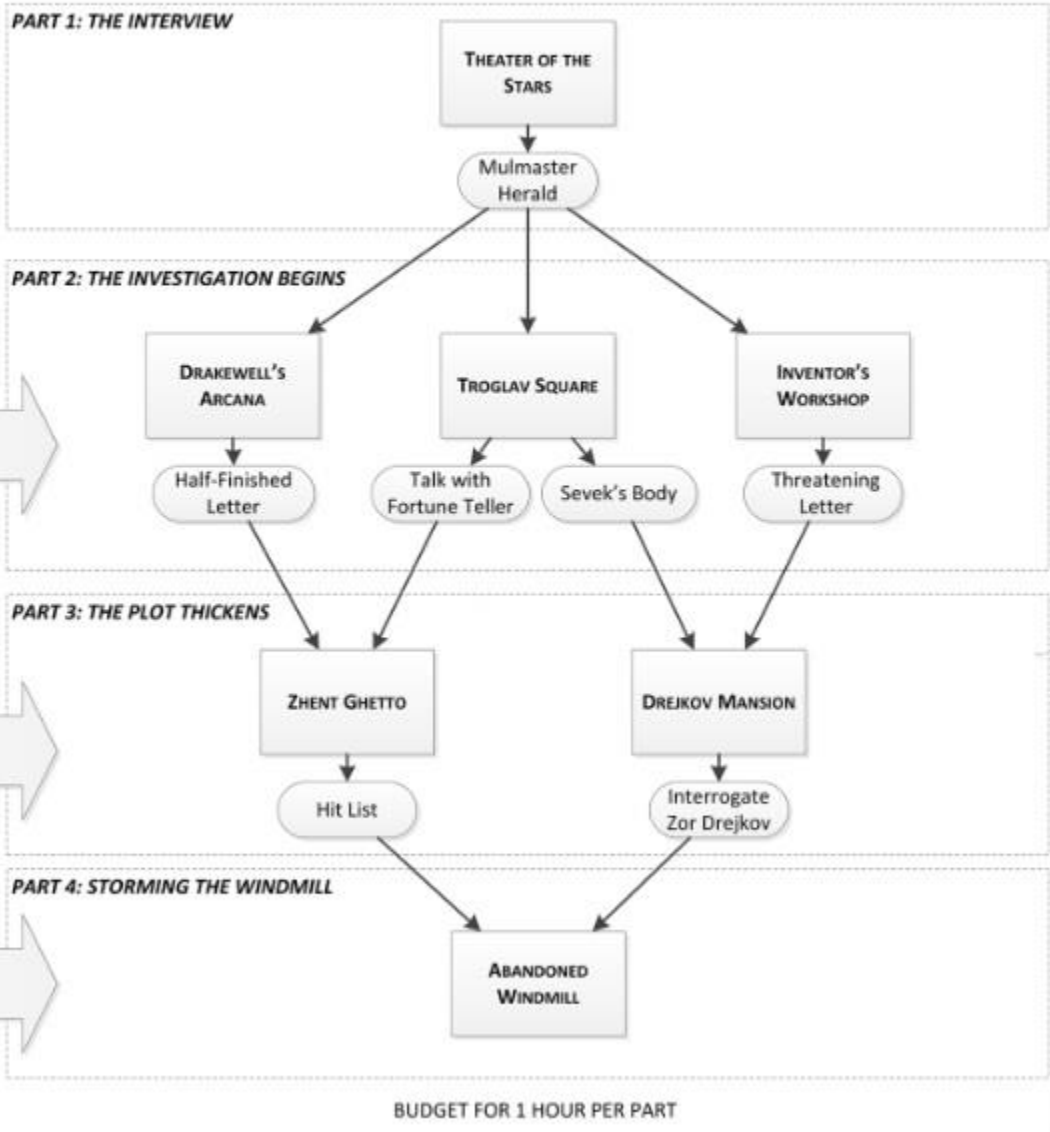 PART 1: THE INTERVIEW
THEATER OF THE
STARS
Mulmaster
Herald
PART 2: THE INVESTIGATION BEGINS
DRAKEWELL'S
ARCANA
TROGLAV SQUARE
INVENTOR'S
WORKSHOP
Half-Finished
Letter
Talk with
Fortune Teller
Sevek's Body
Threatening
Letter
PART 3: THE PLOT THICKENS
ZHENT GHETTO
DREJKOV MANSION
Hit List
Interrogate
Zor Drejkov
PART 4: STORMING THE WINDMILL
ABANDONED
WINDMILL
BUDGET FOR 1 HOUR PER PART